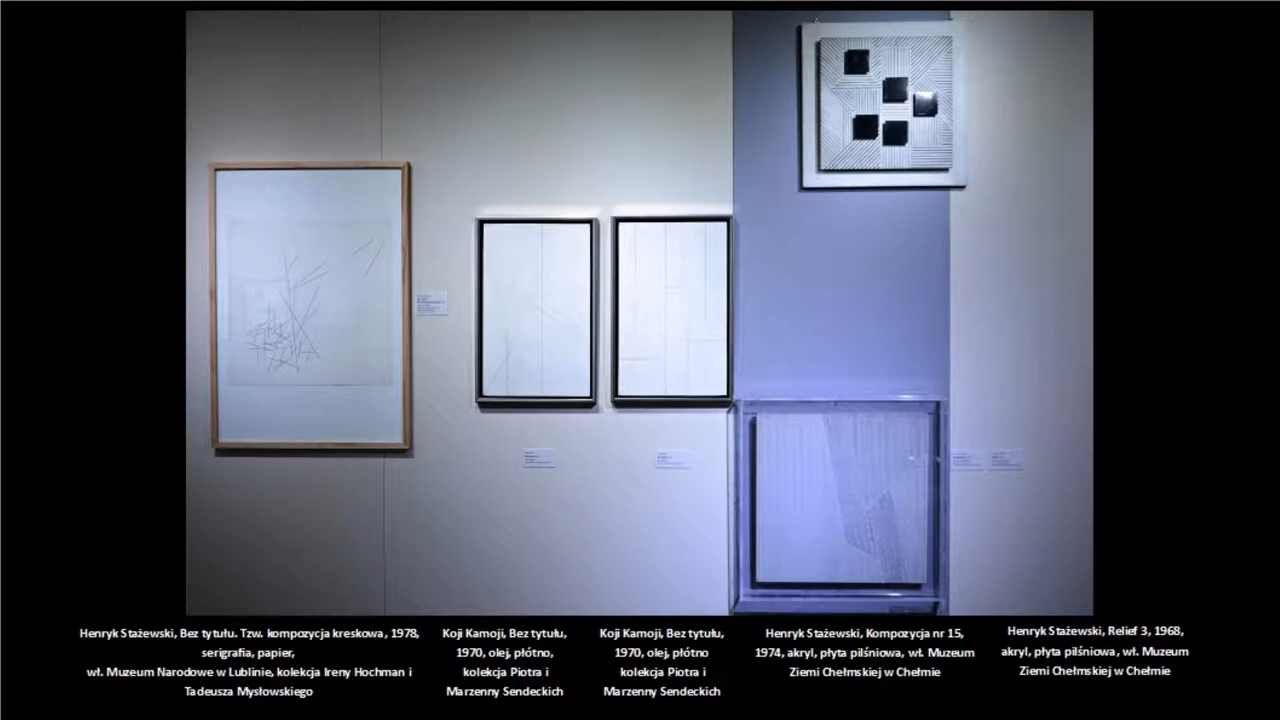 Henryk Stażewski, Bez tytułu. Tzw. kompozycja kreskowa, 1978,
serigrafia, papier,
wł. Muzeum Narodowe w Lublinie, kolekcja Ireny Hochman i
Tadeusza Mysłowskiego
Koji Kamoji, Bez tytułu,
1970, olej, płótno,
kolekcja Piotra i
Marzenny Sendeckich
Koji Kamoji, Bez tytułu,
1970, olej, płótno
kolekcja Piotra i
Marzenny Sendeckich
Henryk Stażewski, Kompozycja nr 15,
1974, akryl, płyta pilśniowa, wł. Muzeum
Ziemi Chełmskiej w Chełmie
Henryk Stażewski, Relief 3, 1968,
akryl, płyta pilśniowa, wł. Muzeum
Ziemi Chełmskiej w Chełmie